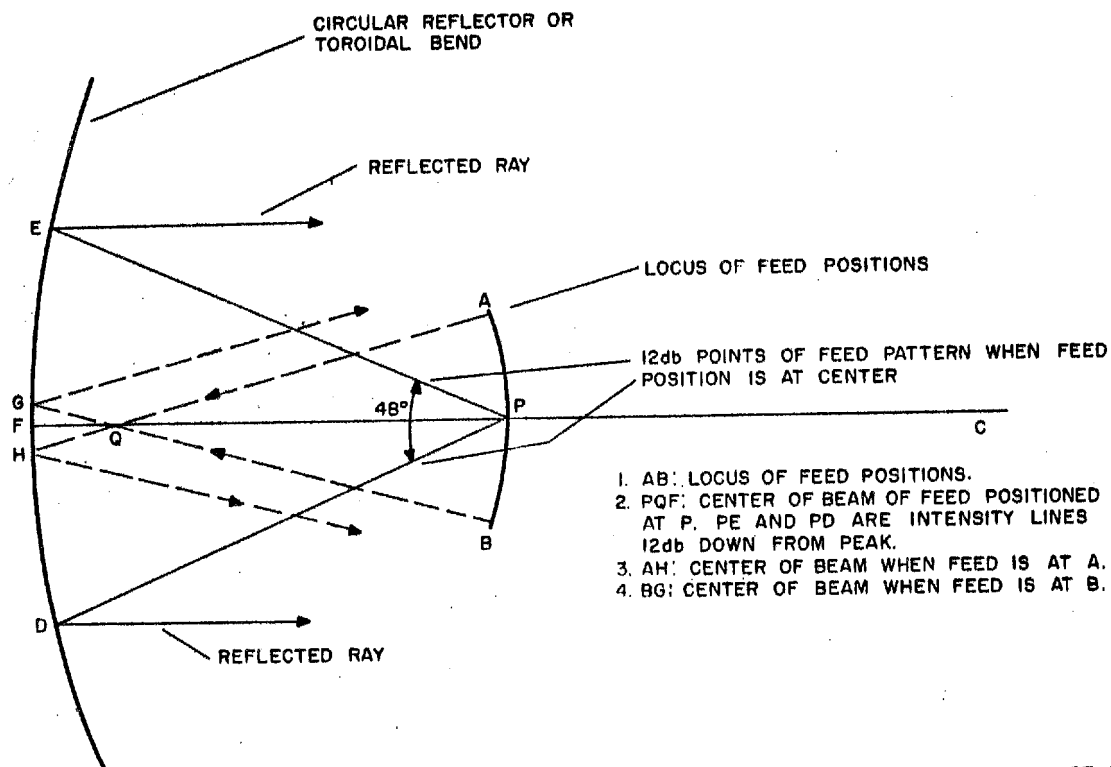 CIRCULAR REFLECTOR OR
TOROIDAL BEND
REFLECTED RAY
E
LOCUS OF FEED POSITIONS
A
12db POINTS OF FEED PATTERN WHEN FEED
POSITION IS AT CENTER
48°
P
G
F
Q
C
H
1. AB: LOCUS OF FEED POSITIONS.
2. PQF: CENTER OF BEAM OF FEED POSITIONED
AT P. PE AND PD ARE INTENSITY LINES
12db DOWN FROM PEAK.
3. AH: CENTER OF BEAM WHEN FEED IS AT A.
4. BG: CENTER OF BEAM WHEN FEED IS AT B.
B
D
REFLECTED RAY